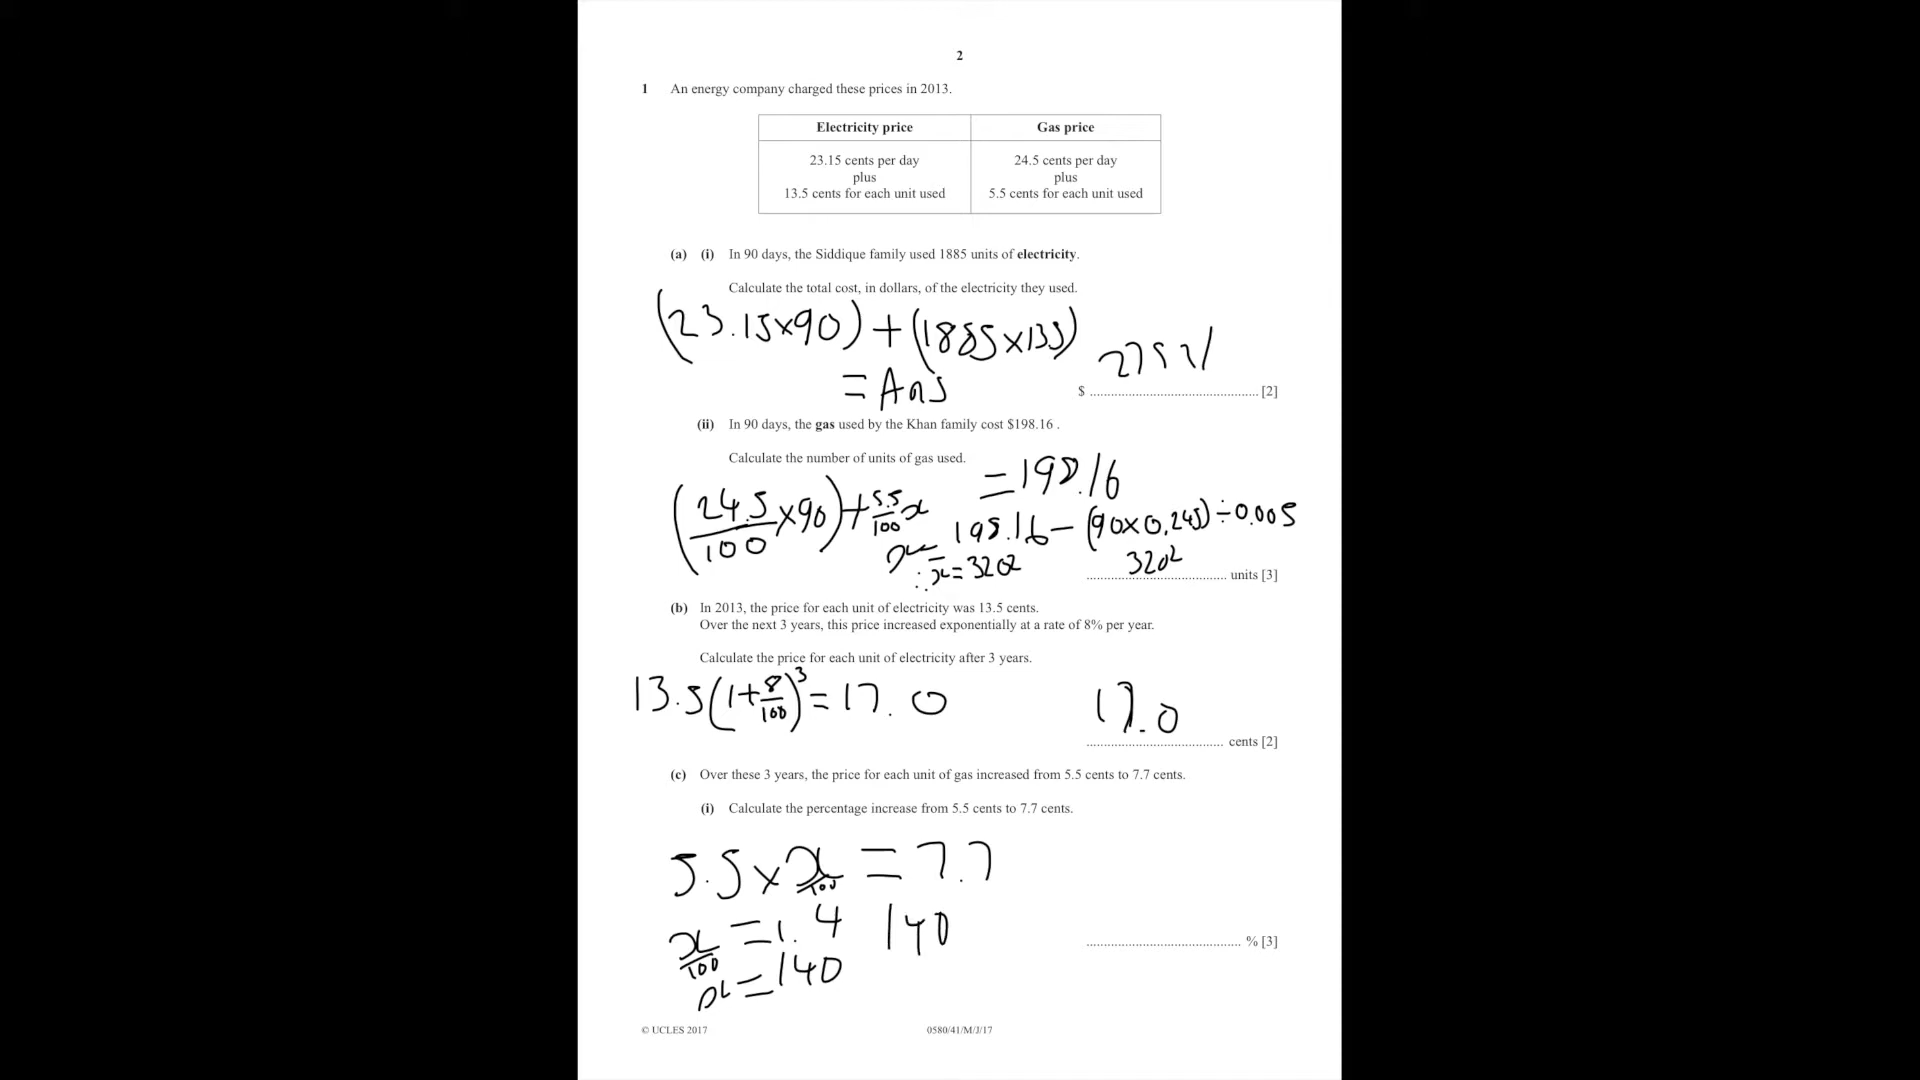 2
1 An energy company charged these prices in 2013.
Electricity price Gas price
23.15 cents per day 24.5 cents per day
plus plus
13.5 cents for each unit used 5.5 cents for each unit used
(a) (i) In 90 days, the Siddique family used 1885 units of electricity.
Calculate the total cost, in dollars, of the electricity they used.
(23.15×90)+(1885×135)
= Ans
$ .................................................. [2]
(ii) In 90 days, the gas used by the Khan family cost $198.16 .
Calculate the number of units of gas used.
(24.5/100 ×90)+5.5/100 x =198.16
198.16-(90×0.245)÷0.005
∴x=3202
3202
......................................... units [3]
(b) In 2013, the price for each unit of electricity was 13.5 cents.
Over the next 3 years, this price increased exponentially at a rate of 8% per year.
Calculate the price for each unit of electricity after 3 years.
13.5(1+8/100)³=17.0
17.0
......................................... cents [2]
(c) Over these 3 years, the price for each unit of gas increased from 5.5 cents to 7.7 cents.
(i) Calculate the percentage increase from 5.5 cents to 7.7 cents.
5.5×x/100=7.7
x/100=1.4 140
x=140
............................................. % [3]
© UCLES 2017 0580/41/M/J/17